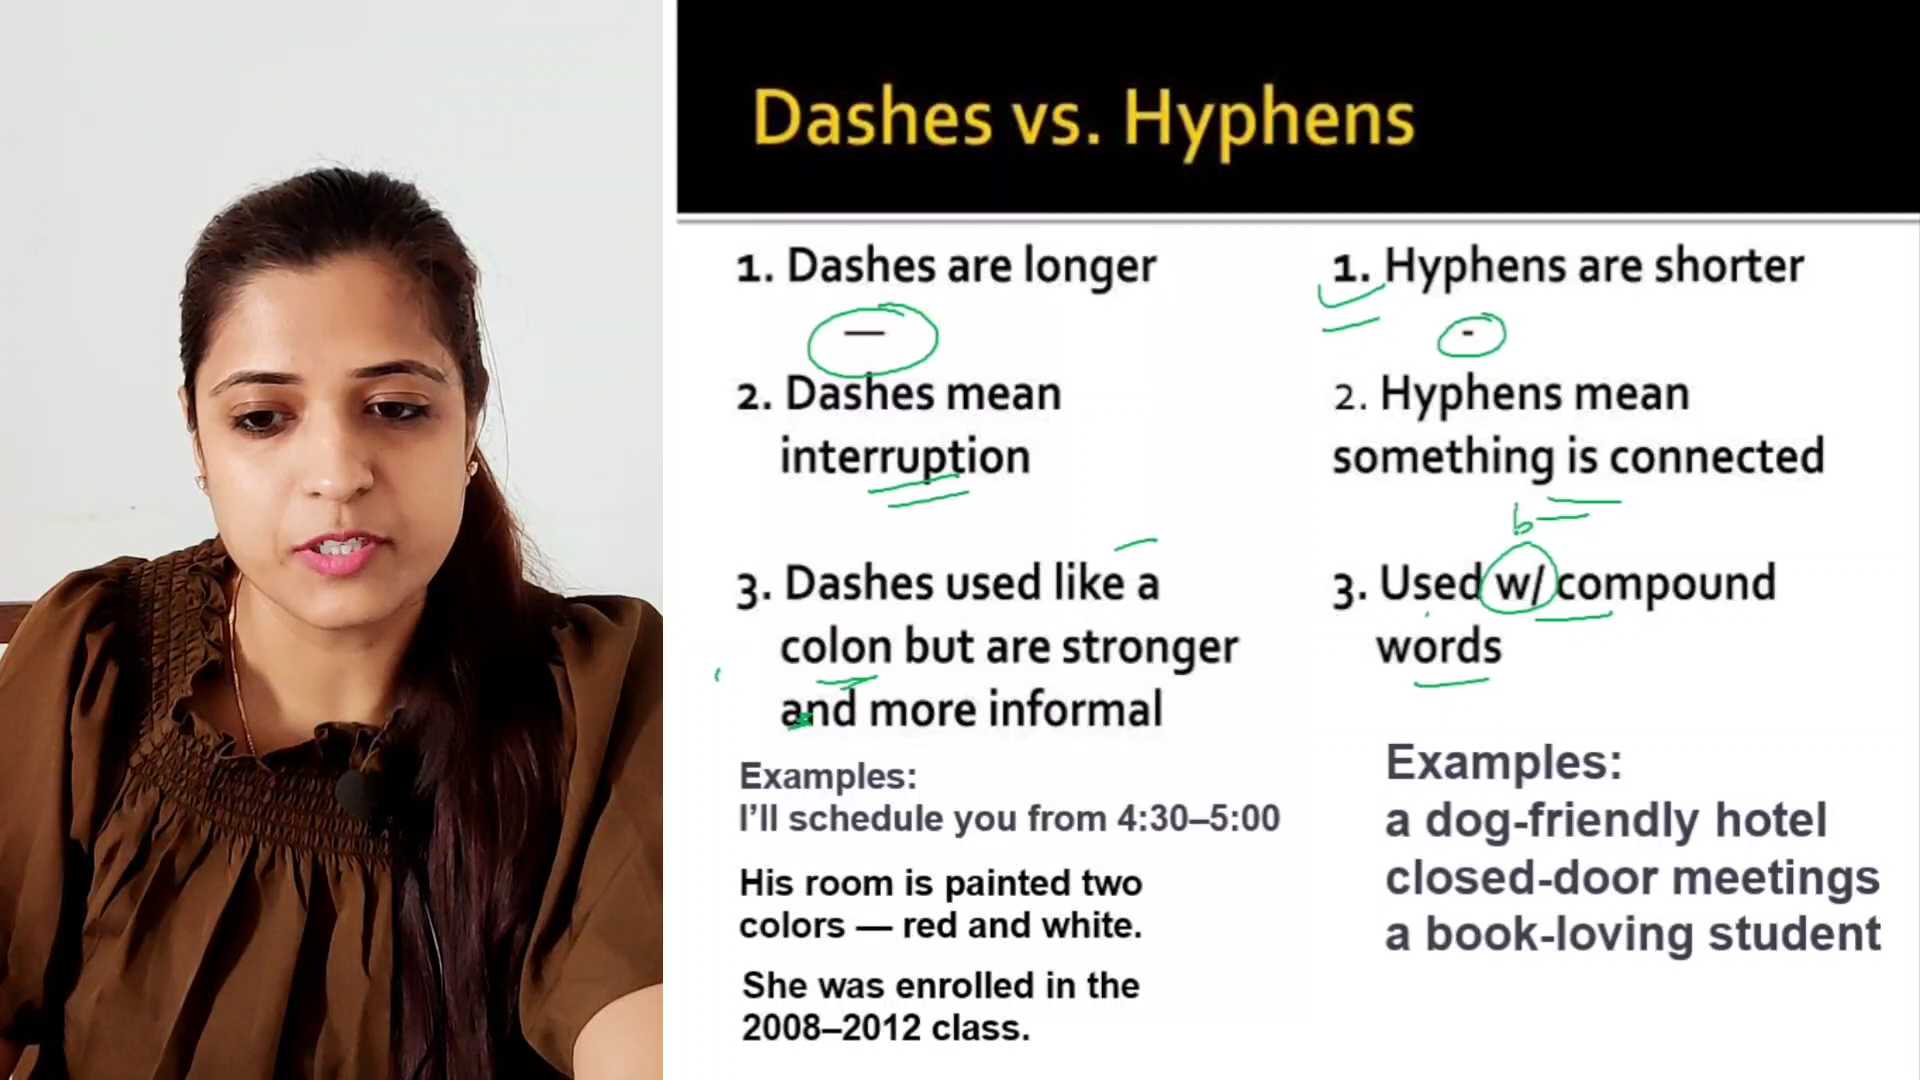 Dashes vs. Hyphens
1. Dashes are longer
—
2. Dashes mean
interruption
3. Dashes used like a
colon but are stronger
and more informal
Examples:
I'll schedule you from 4:30–5:00
His room is painted two
colors — red and white.
She was enrolled in the
2008–2012 class.
1. Hyphens are shorter
-
2. Hyphens mean
something is connected
b
3. Used w/ compound
words
Examples:
a dog-friendly hotel
closed-door meetings
a book-loving student